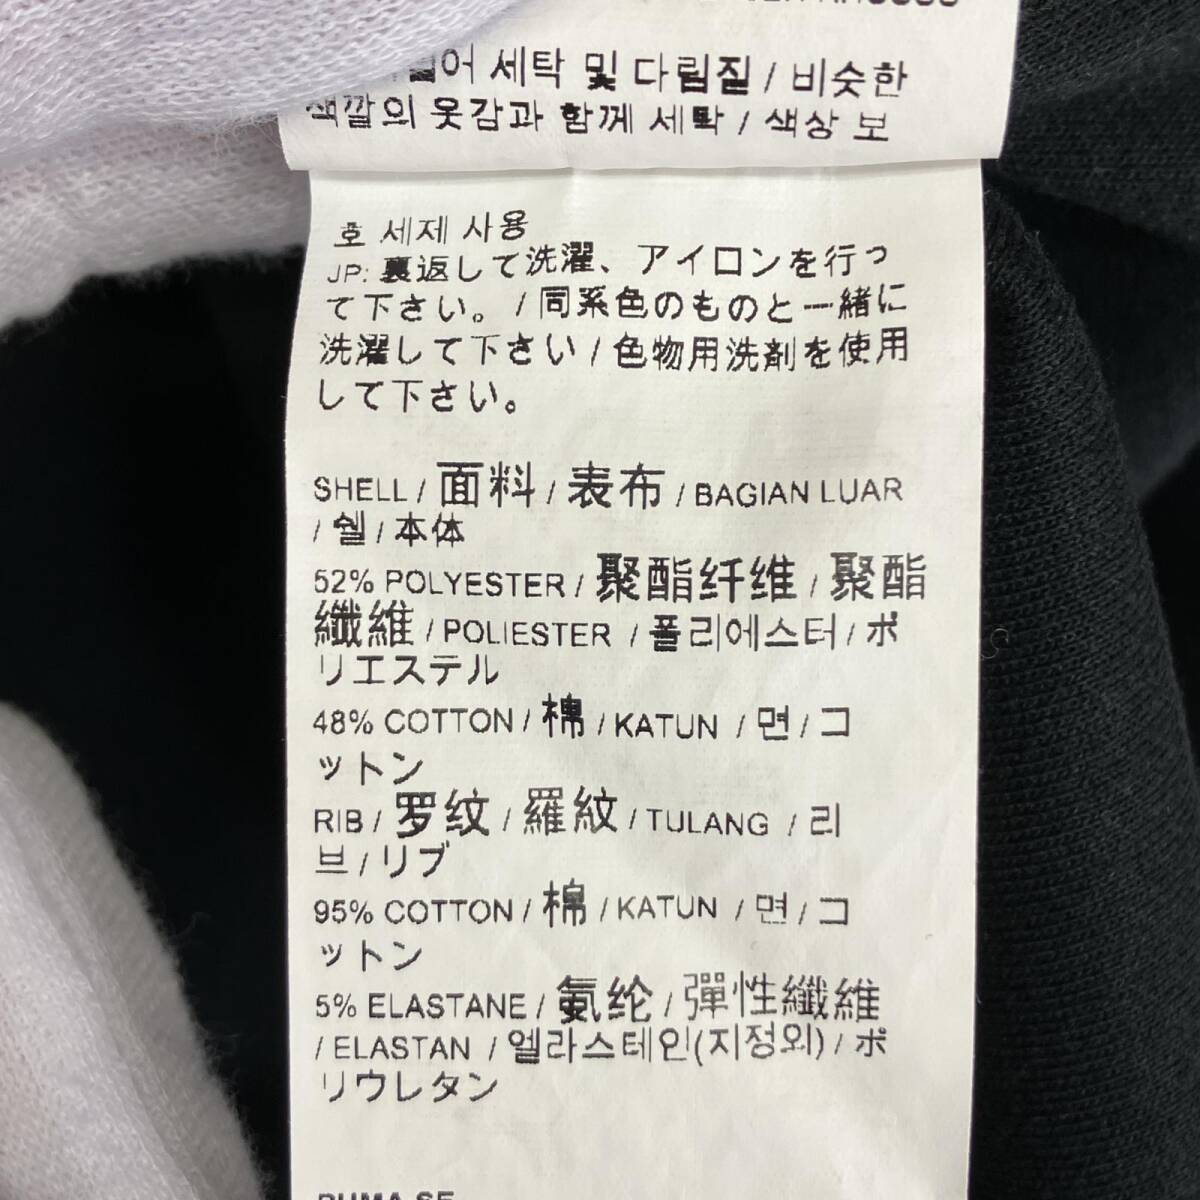 세탁 및 다림질 / 비슷한
색깔의 옷감과 함께 세탁 / 색상 보
호 세제 사용
JP: 裏返して洗濯、アイロンを行っ
て下さい。/ 同系色のものと一緒に
洗濯して下さい / 色物用洗剤を使用
して下さい。
SHELL / 面料 / 表布 / BAGIAN LUAR
/ 쉘 / 本体
52% POLYESTER / 聚酯纤维 / 聚酯
纖維 / POLIESTER / 폴리에스터 / ポ
リエステル
48% COTTON / 棉 / KATUN / 면 / コ
ットン
RIB / 罗纹 / 羅紋 / TULANG / 리
브 / リブ
95% COTTON / 棉 / KATUN / 면 / コ
ットン
5% ELASTANE / 氨纶 / 彈性纖維
/ ELASTAN / 엘라스테인(지정외) / ポ
リウレタン
PUMA SE